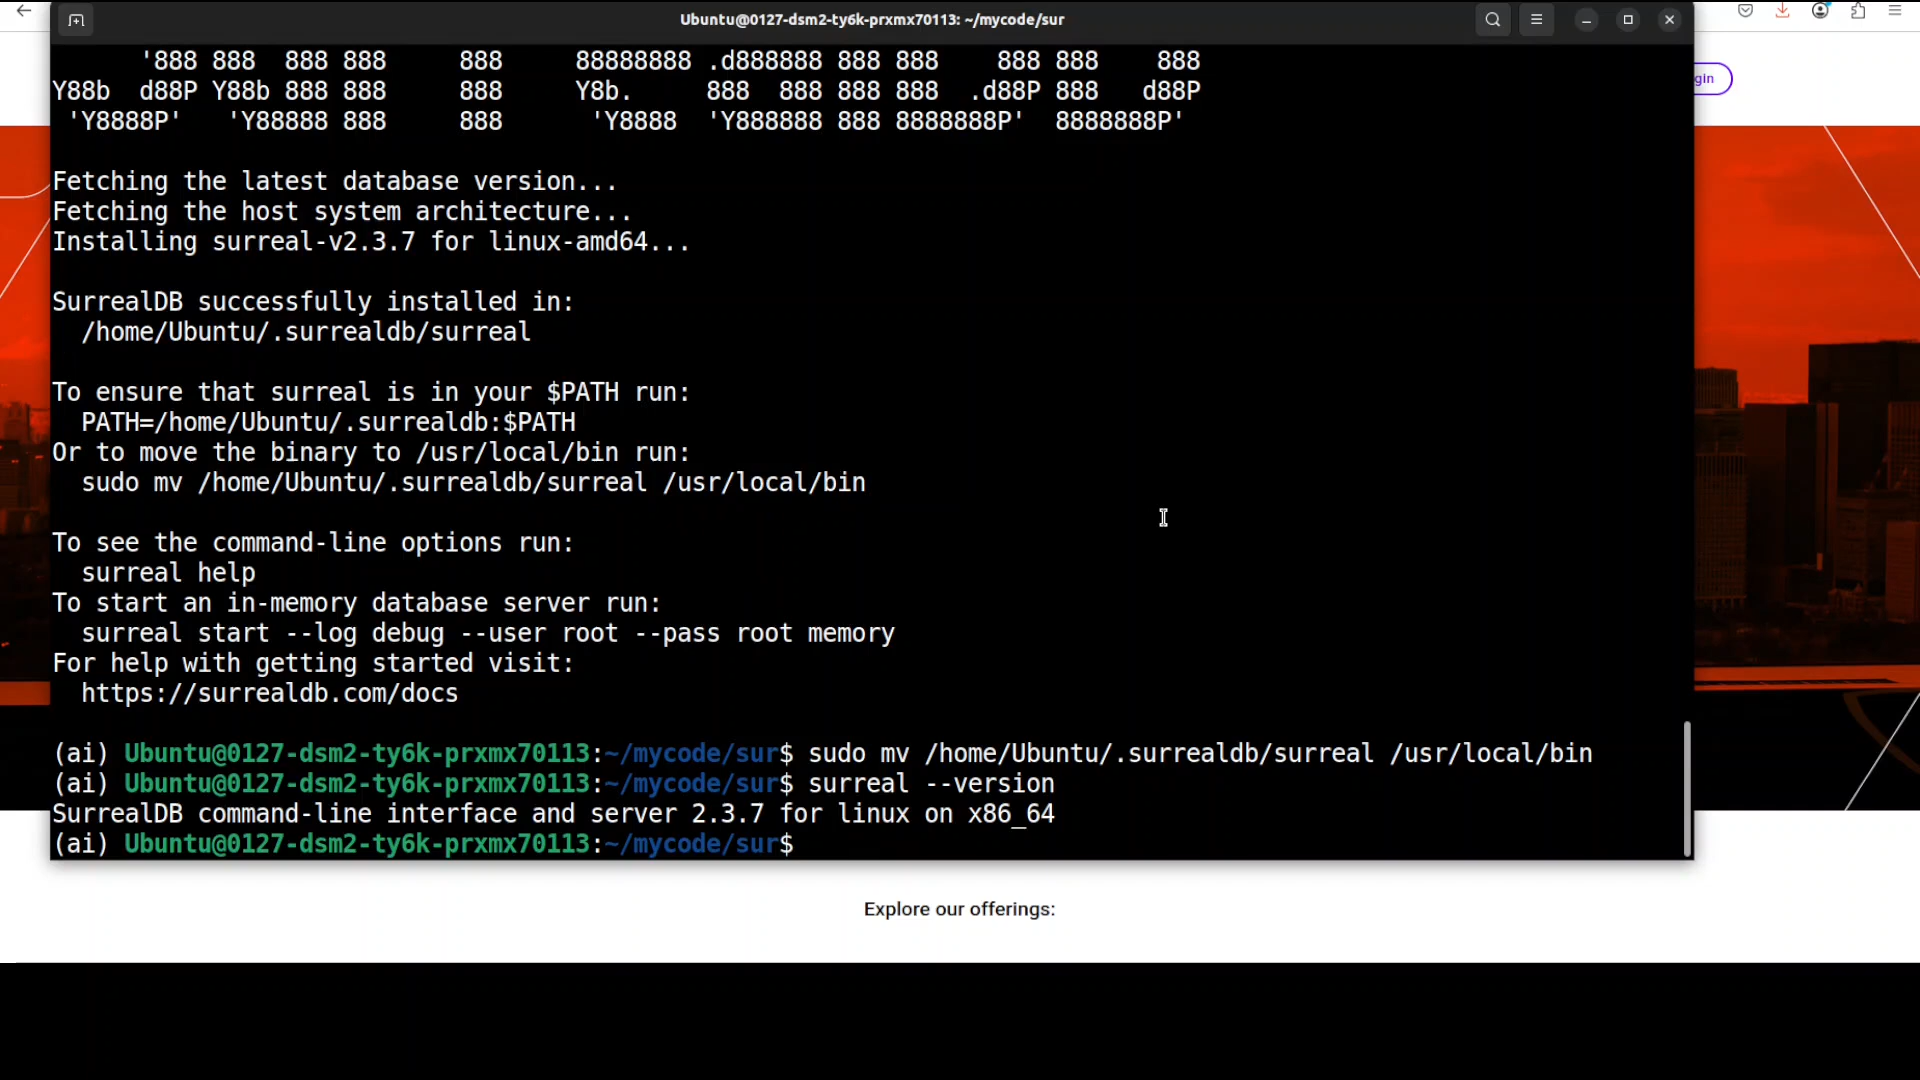 Ubuntu@0127-dsm2-ty6k-prxmx70113: ~/mycode/sur
gin
      '888 888  888 888     888     88888888 .d888888 888 888    888 888    888
Y88b  d88P Y88b 888 888     888     Y8b.     888  888 888 888  .d88P 888   d88P
 'Y8888P'   'Y88888 888     888      'Y8888  'Y888888 888 8888888P'  8888888P'
Fetching the latest database version...
Fetching the host system architecture...
Installing surreal-v2.3.7 for linux-amd64...
SurrealDB successfully installed in:
  /home/Ubuntu/.surrealdb/surreal
To ensure that surreal is in your $PATH run:
  PATH=/home/Ubuntu/.surrealdb:$PATH
Or to move the binary to /usr/local/bin run:
  sudo mv /home/Ubuntu/.surrealdb/surreal /usr/local/bin
To see the command-line options run:
  surreal help
To start an in-memory database server run:
  surreal start --log debug --user root --pass root memory
For help with getting started visit:
  https://surrealdb.com/docs
(ai) Ubuntu@0127-dsm2-ty6k-prxmx70113:~/mycode/sur$ sudo mv /home/Ubuntu/.surrealdb/surreal /usr/local/bin
(ai) Ubuntu@0127-dsm2-ty6k-prxmx70113:~/mycode/sur$ surreal --version
SurrealDB command-line interface and server 2.3.7 for linux on x86_64
(ai) Ubuntu@0127-dsm2-ty6k-prxmx70113:~/mycode/sur$
Explore our offerings: